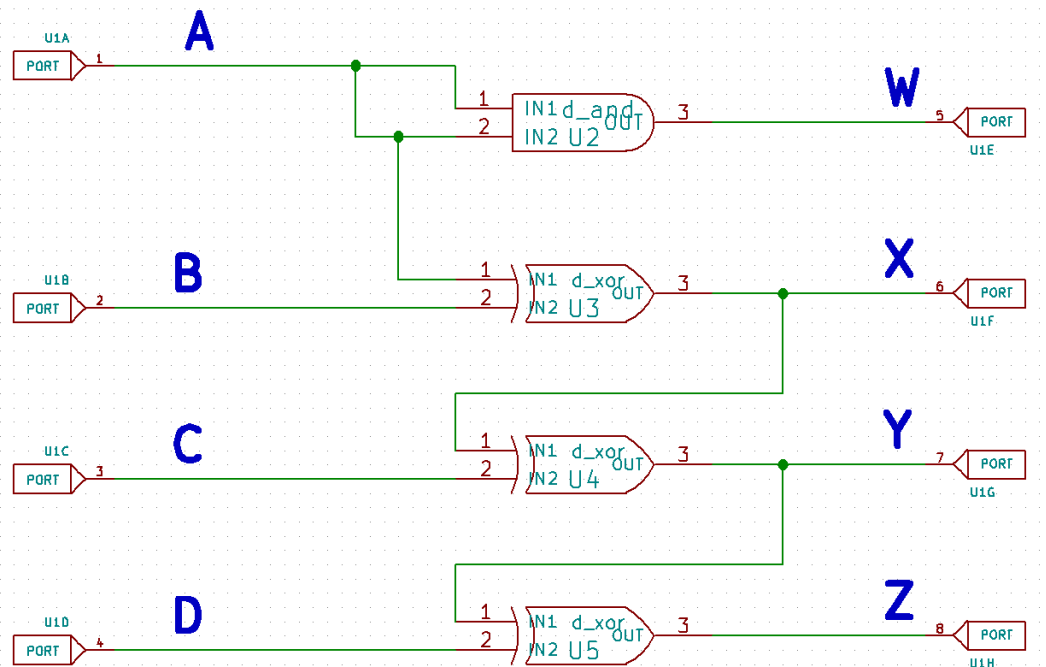 U1A
A
PORT
1
W
1
IN1 d_and
OUT
3
5
PORT
2
IN2 U2
U1E
U1B
B
PORT
2
X
1
IN1 d_xor
OUT
3
6
PORT
2
IN2 U3
U1F
U1C
C
PORT
3
Y
1
IN1 d_xor
OUT
3
7
PORT
2
IN2 U4
U1G
U1D
D
PORT
4
Z
1
IN1 d_xor
OUT
3
8
PORT
2
IN2 U5
U1H